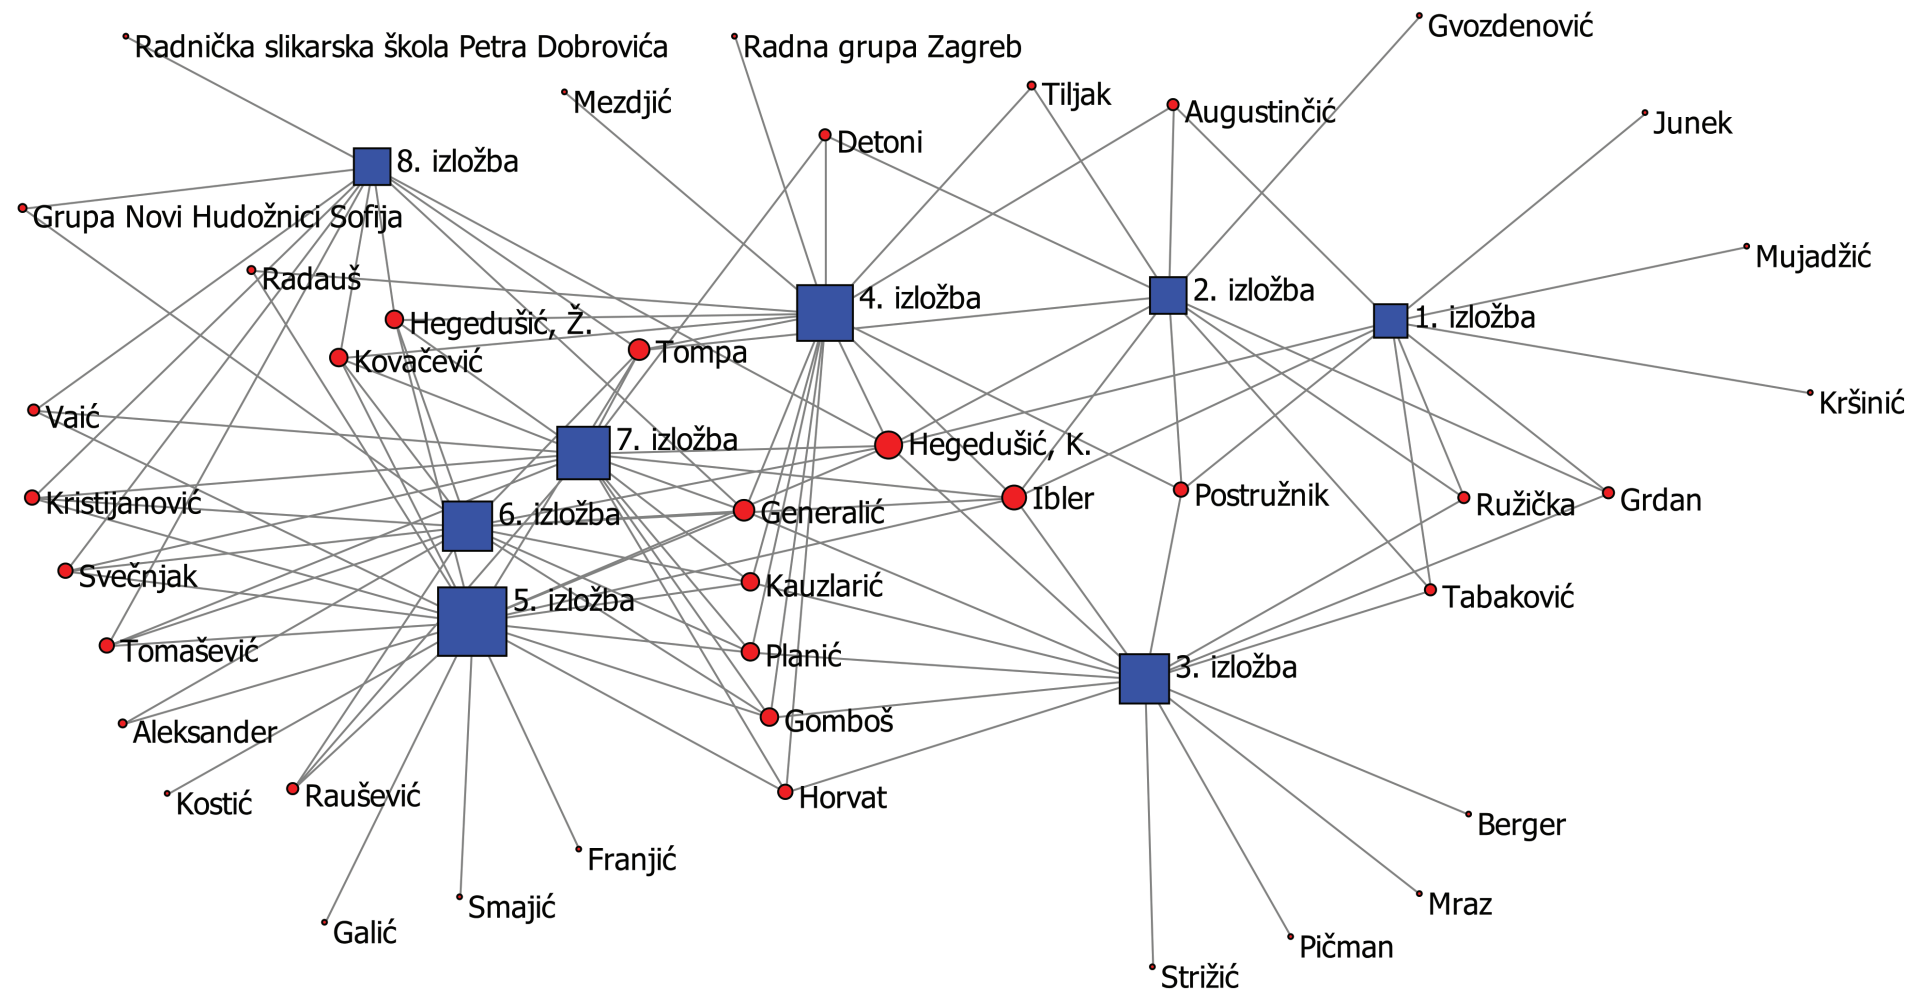 Gvozdenović
Radnička slikarska škola Petra Dobrovića
Radna grupa Zagreb
Mezdjić
Tiljak
Augustinčić
Junek
Detoni
8. izložba
Grupa Novi Hudožnici Sofija
Mujadžić
Radauš
2. izložba
4. izložba
1. izložba
Hegedušić, Ž.
Tompa
Kovačević
Kršinić
Vaić
7. izložba
Hegedušić, K.
Kristijanović
Postružnik
Ibler
Ružička
Grdan
6. izložba
Generalić
Svečnjak
Kauzlarić
5. izložba
Tabaković
Tomašević
Planić
3. izložba
Gomboš
Aleksander
Kostić
Raušević
Horvat
Berger
Franjić
Smajić
Mraz
Galić
Pičman
Strižić